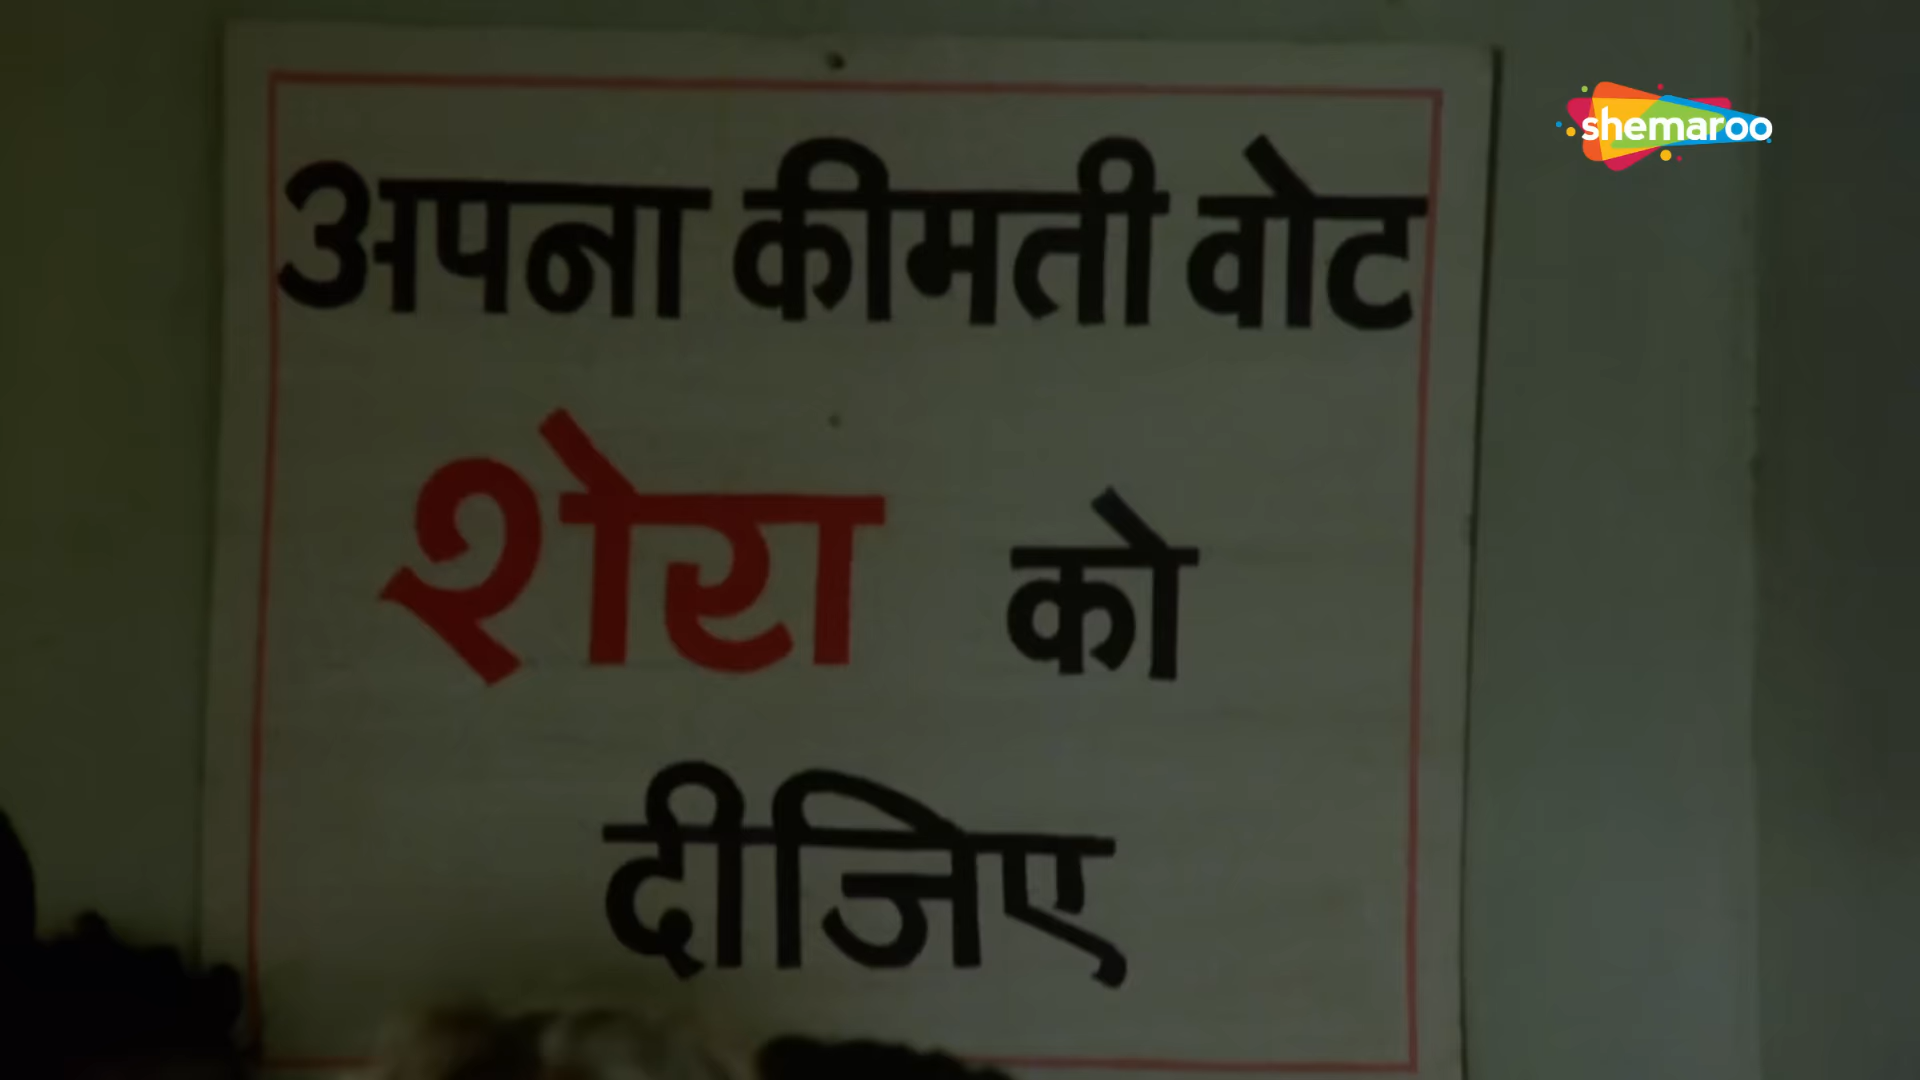 shemaroo
अपना कीमती वोट
शेरा को
दीजिए